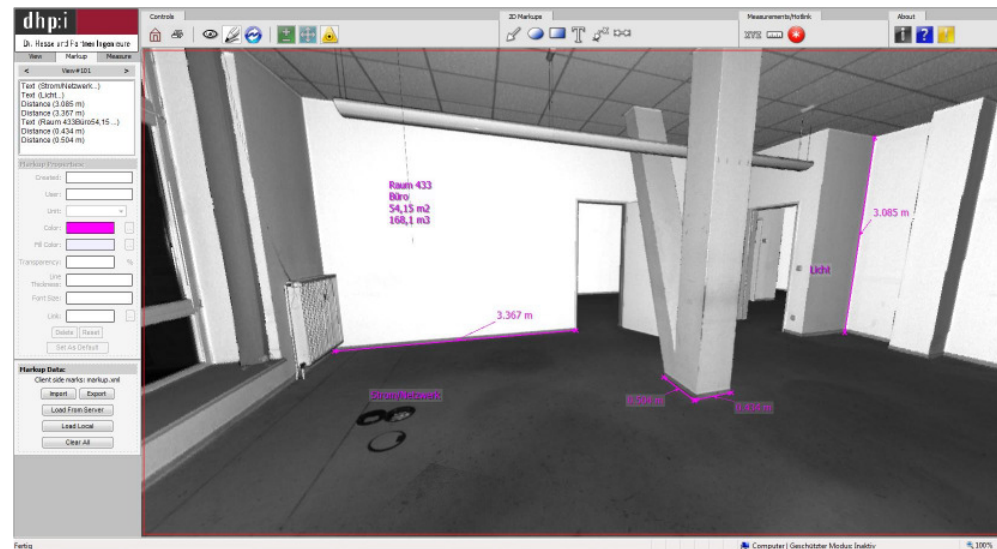 dhp:i
Dr. Hesse und Partner Ingenieure
Controls
2D Markups
Measurements/Hotlink
About
XYZ
View
Markup
Measure
< View#101 >
Text (Strom/Netzwerk...)
Text (Licht...)
Distance (3.085 m)
Distance (3.367 m)
Text (Raum 433Büro54,15 ...)
Distance (0.434 m)
Distance (0.504 m)
Markup Properties
Created:
User:
Unit:
Color:
Fill Color:
Transparency: %
Line
Thickness:
Font Size:
Link:
Delete Reset
Set As Default
Markup Data:
Client side marks: markup.xml
Import Export
Load From Server
Load Local
Clear All
Raum 433
Büro
54,15 m2
168,1 m3
3.085 m
Licht
3.367 m
Strom/Netzwerk
0.504 m
0.434 m
Fertig
Computer | Geschützter Modus: Inaktiv
100%